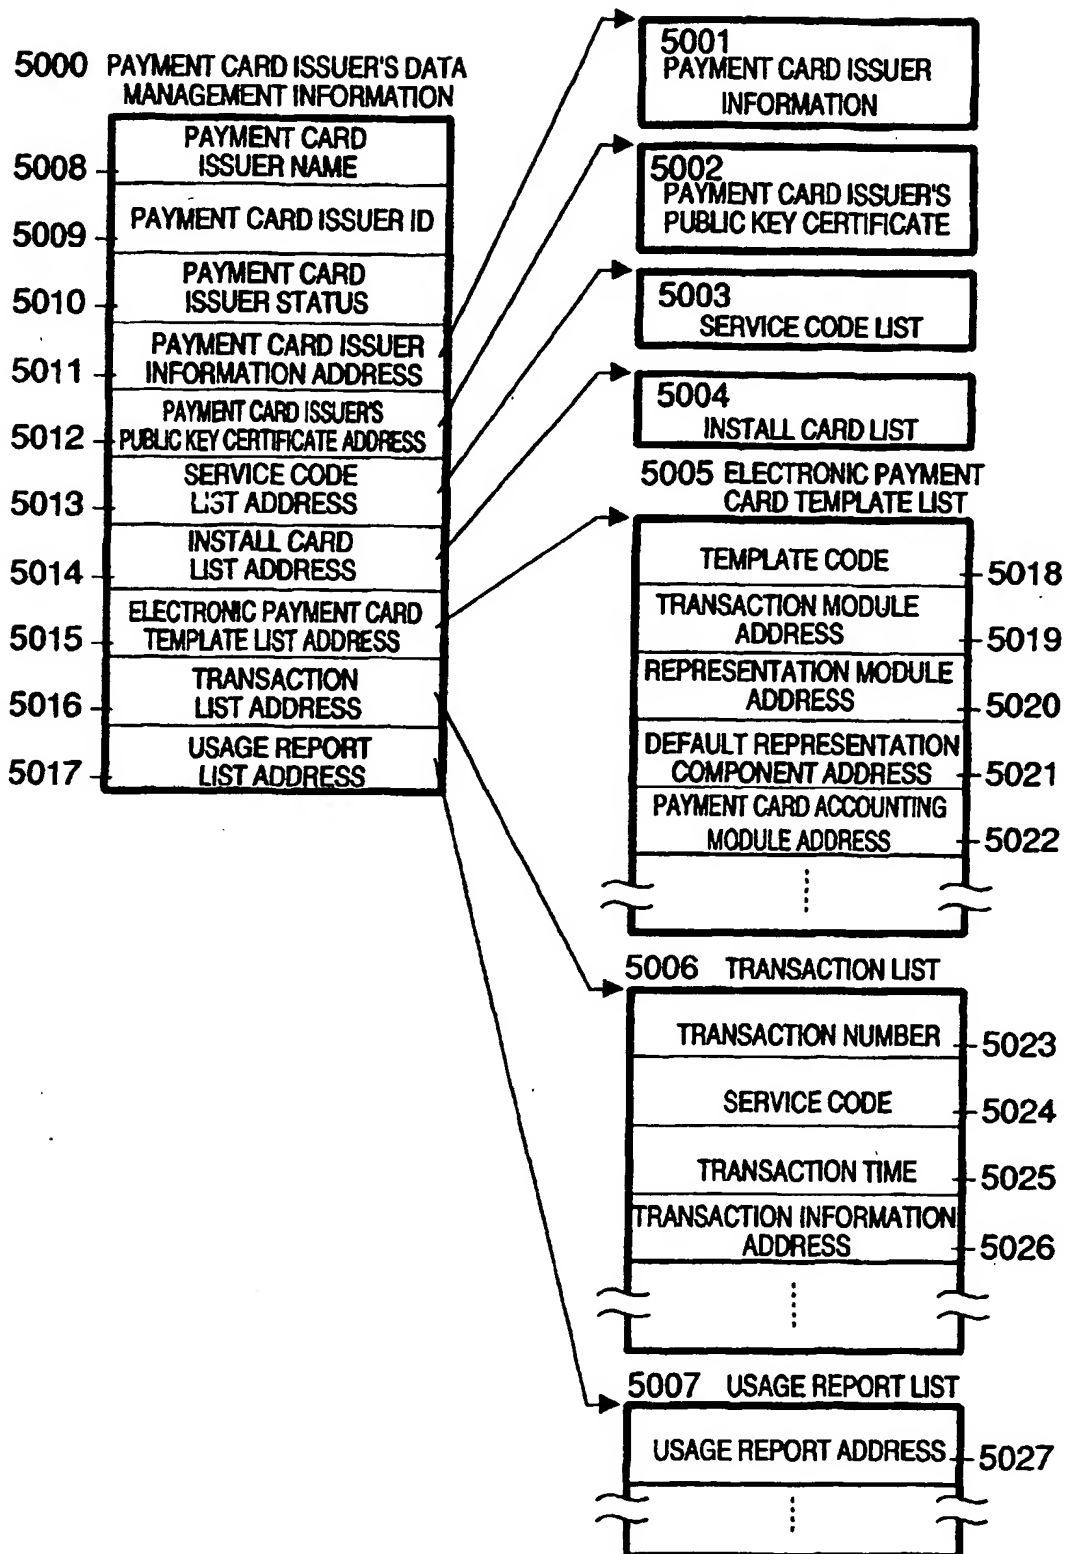 5000 PAYMENT CARD ISSUER'S DATA
MANAGEMENT INFORMATION
PAYMENT CARD
5008 ISSUER NAME
5009 PAYMENT CARD ISSUER ID
PAYMENT CARD
5010 ISSUER STATUS
PAYMENT CARD ISSUER
5011 INFORMATION ADDRESS
PAYMENT CARD ISSUER'S
5012 PUBLIC KEY CERTIFICATE ADDRESS
SERVICE CODE
5013 LIST ADDRESS
INSTALL CARD
5014 LIST ADDRESS
ELECTRONIC PAYMENT CARD
5015 TEMPLATE LIST ADDRESS
TRANSACTION
5016 LIST ADDRESS
USAGE REPORT
5017 LIST ADDRESS
5001
PAYMENT CARD ISSUER
INFORMATION
5002
PAYMENT CARD ISSUER'S
PUBLIC KEY CERTIFICATE
5003
SERVICE CODE LIST
5004
INSTALL CARD LIST
5005 ELECTRONIC PAYMENT
CARD TEMPLATE LIST
TEMPLATE CODE 5018
TRANSACTION MODULE
ADDRESS 5019
REPRESENTATION MODULE
ADDRESS 5020
DEFAULT REPRESENTATION
COMPONENT ADDRESS 5021
PAYMENT CARD ACCOUNTING
MODULE ADDRESS 5022
5006 TRANSACTION LIST
TRANSACTION NUMBER 5023
SERVICE CODE 5024
TRANSACTION TIME 5025
TRANSACTION INFORMATION
ADDRESS 5026
5007 USAGE REPORT LIST
USAGE REPORT ADDRESS 5027